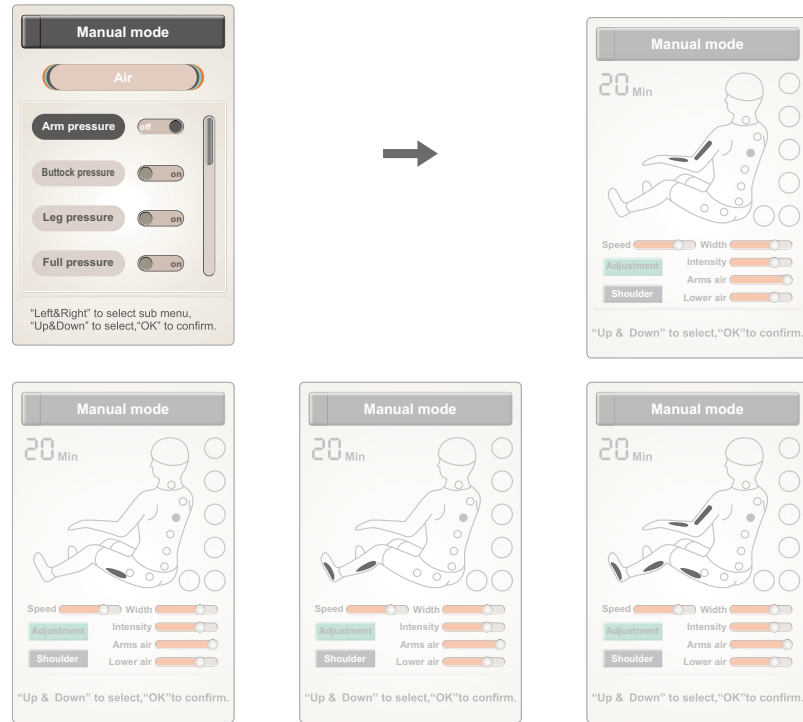 Manual mode
Air
Arm pressure off
Buttock pressure on
Leg pressure on
Full pressure on
“Left&Right” to select sub menu,
“Up&Down” to select,“OK” to confirm.
Manual mode
20 Min
Speed Width
Adjustment Intensity
Arms air
Shoulder Lower air
“Up & Down” to select,“OK”to confirm.
Manual mode
20 Min
Speed Width
Adjustment Intensity
Arms air
Shoulder Lower air
“Up & Down” to select,“OK”to confirm.
Manual mode
20 Min
Speed Width
Adjustment Intensity
Arms air
Shoulder Lower air
“Up & Down” to select,“OK”to confirm.
Manual mode
20 Min
Speed Width
Adjustment Intensity
Arms air
Shoulder Lower air
“Up & Down” to select,“OK”to confirm.